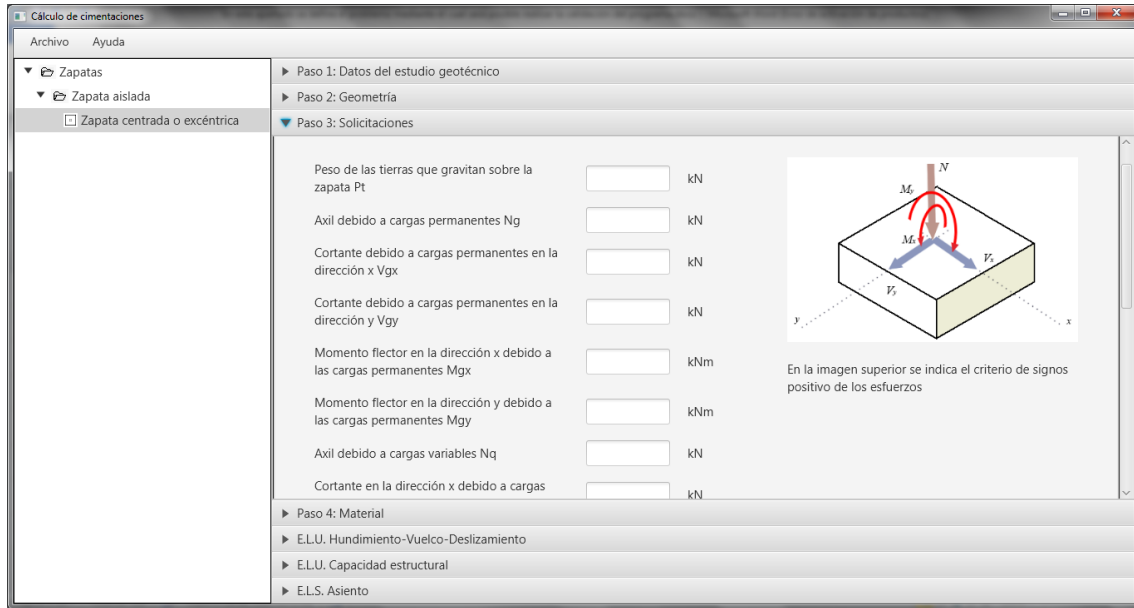 Cálculo de cimentaciones
Archivo Ayuda
Zapatas
Zapata aislada
Zapata centrada o excéntrica
Paso 1: Datos del estudio geotécnico
Paso 2: Geometría
Paso 3: Solicitaciones
Peso de las tierras que gravitan sobre la
zapata Pt
kN
Axil debido a cargas permanentes Ng
kN
Cortante debido a cargas permanentes en la
dirección x Vgx
kN
Cortante debido a cargas permanentes en la
dirección y Vgy
kN
Momento flector en la dirección x debido a
las cargas permanentes Mgx
kNm
Momento flector en la dirección y debido a
las cargas permanentes Mgy
kNm
Axil debido a cargas variables Nq
kN
Cortante en la dirección x debido a cargas
kN
N
My
Mx
Vx
Vy
y
x
En la imagen superior se indica el criterio de signos
positivo de los esfuerzos
Paso 4: Material
E.L.U. Hundimiento-Vuelco-Deslizamiento
E.L.U. Capacidad estructural
E.L.S. Asiento